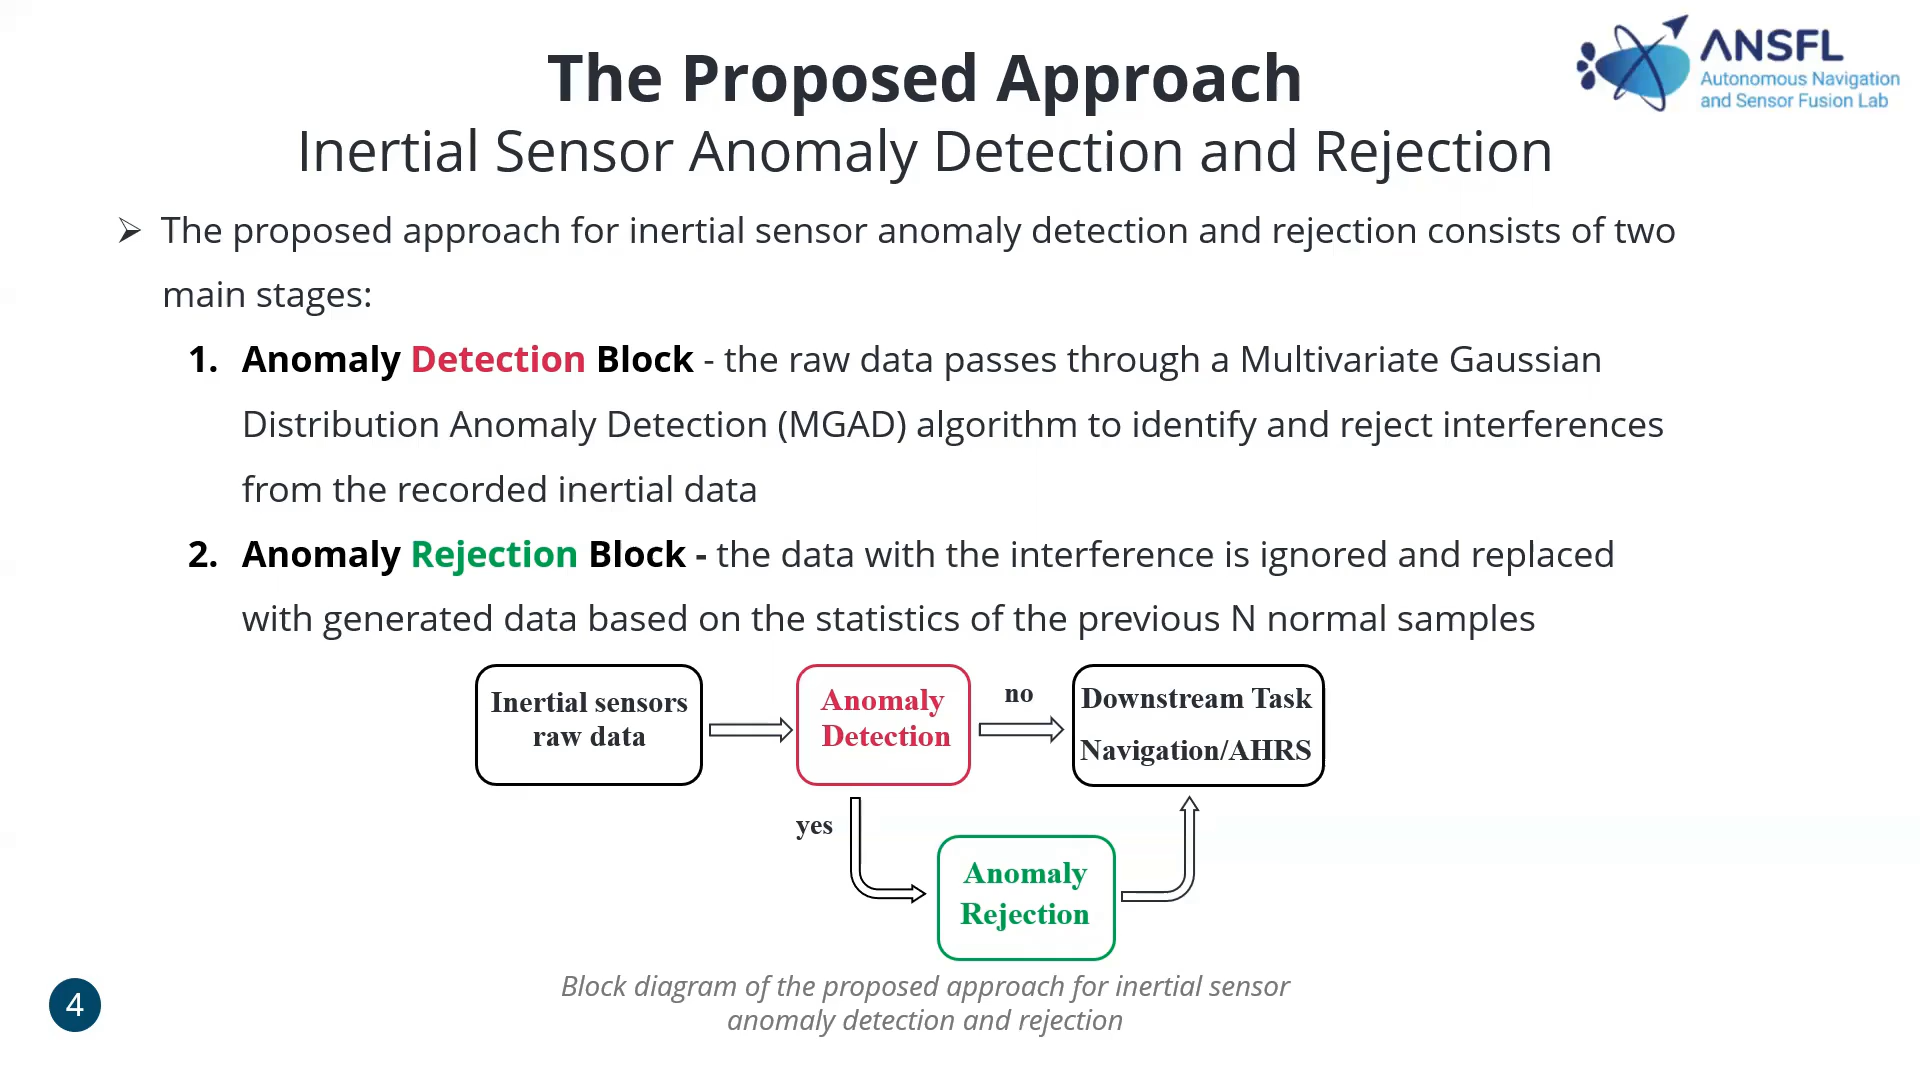 The Proposed Approach
Inertial Sensor Anomaly Detection and Rejection
ANSFL
Autonomous Navigation
and Sensor Fusion Lab
➢ The proposed approach for inertial sensor anomaly detection and rejection consists of two
main stages:
1. Anomaly Detection Block - the raw data passes through a Multivariate Gaussian
Distribution Anomaly Detection (MGAD) algorithm to identify and reject interferences
from the recorded inertial data
2. Anomaly Rejection Block - the data with the interference is ignored and replaced
with generated data based on the statistics of the previous N normal samples
Inertial sensors
raw data
Anomaly
Detection
no
Downstream Task
Navigation/AHRS
yes
Anomaly
Rejection
Block diagram of the proposed approach for inertial sensor
anomaly detection and rejection
4